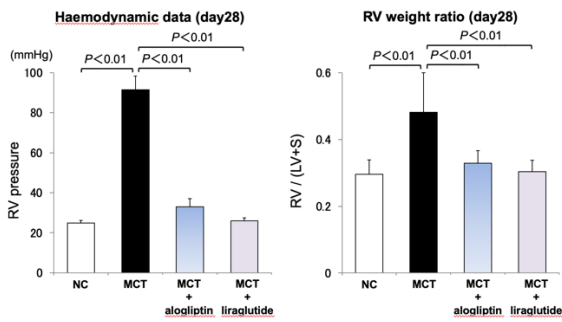 Haemodynamic data (day28)
(mmHg)
P<0.01
P<0.01 P<0.01
100
80
60
40
20
0
RV pressure
NC
MCT
MCT
+
alogliptin
MCT
+
liraglutide
RV weight ratio (day28)
P<0.01
P<0.01 P<0.01
0.6
0.4
0.2
0
RV / (LV+S)
NC
MCT
MCT
+
alogliptin
MCT
+
liraglutide